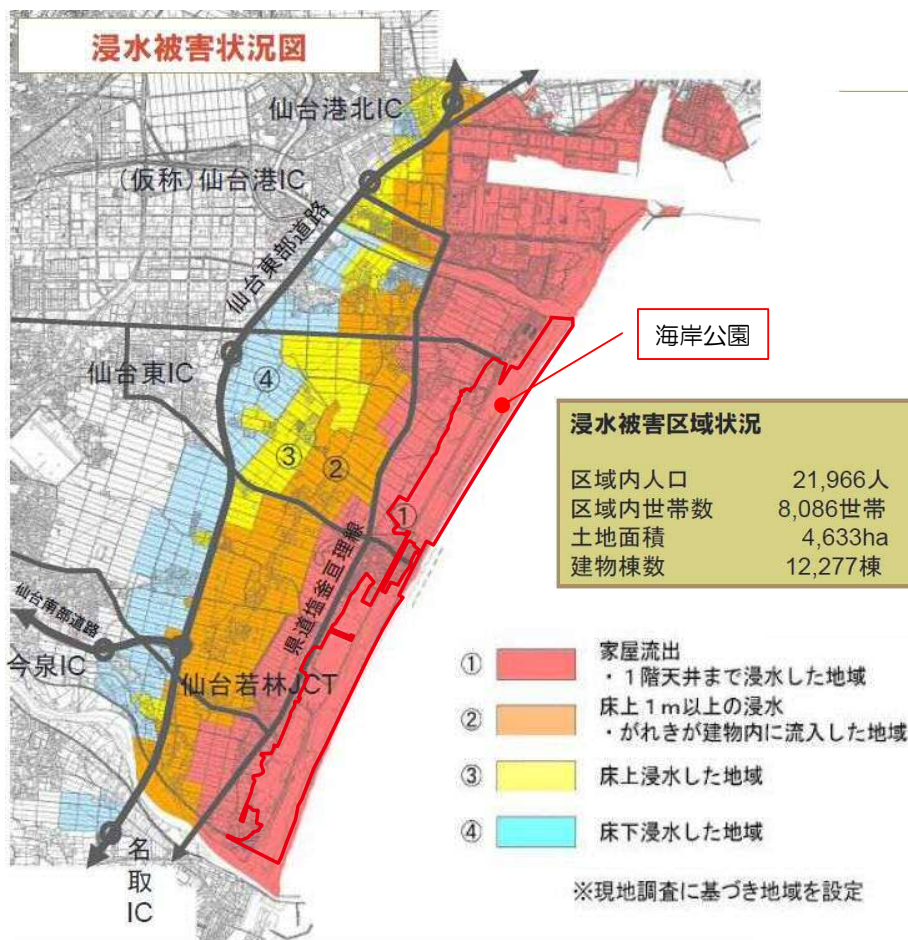 浸水被害状況図
仙台港北IC
(仮称)仙台港IC
仙台東部道路
海岸公園
仙台東IC
④
③
②
①
浸水被害区域状況
区域内人口 21,966人
区域内世帯数 8,086世帯
土地面積 4,633ha
建物棟数 12,277棟
県道塩釜亘理線
仙台南部道路
今泉IC
仙台若林JCT
名取IC
① 家屋流出
・1階天井まで浸水した地域
② 床上1m以上の浸水
・がれきが建物内に流入した地域
③ 床上浸水した地域
④ 床下浸水した地域
※現地調査に基づき地域を設定